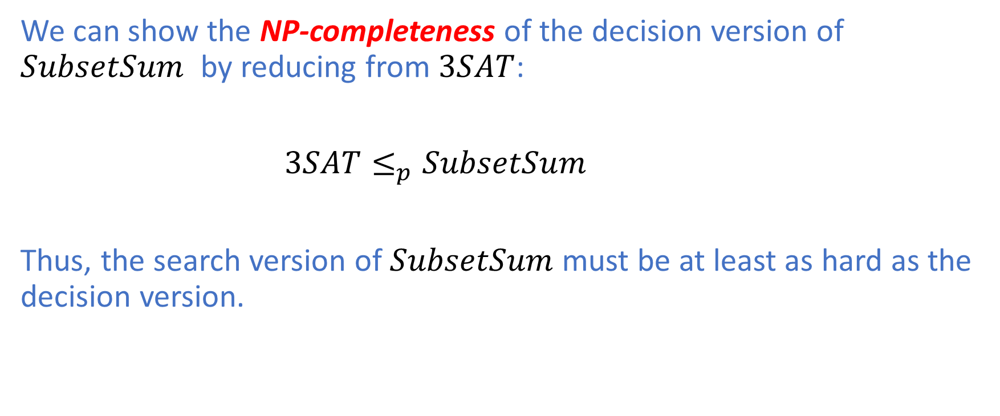 We can show the NP-completeness of the decision version of
SubsetSum by reducing from 3SAT:
3SAT ≤p SubsetSum
Thus, the search version of SubsetSum must be at least as hard as the
decision version.